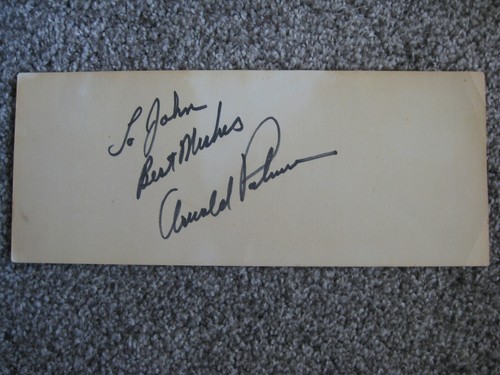 To John
Best Wishes
Arnold Palmer